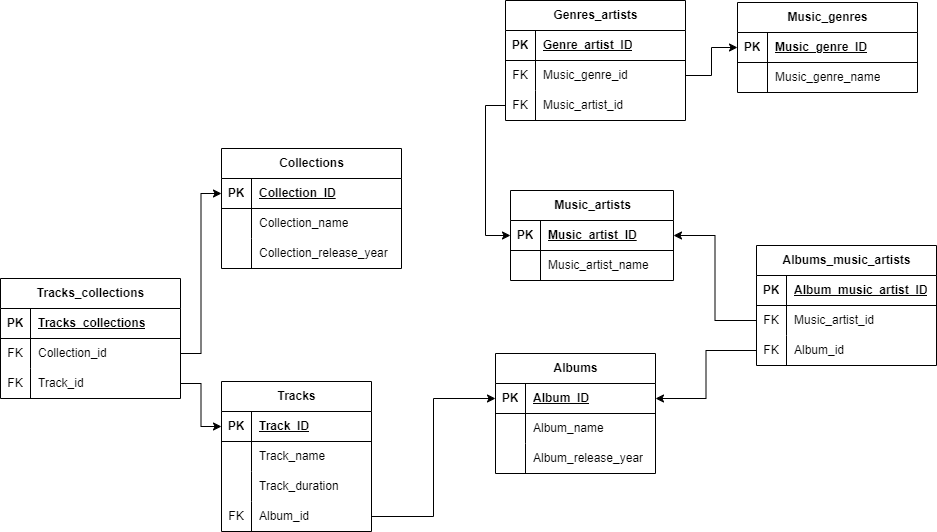 Genres_artists
PK Genre_artist_ID
FK Music_genre_id
FK Music_artist_id
Music_genres
PK Music_genre_ID
Music_genre_name
Collections
PK Collection_ID
Collection_name
Collection_release_year
Music_artists
PK Music_artist_ID
Music_artist_name
Albums_music_artists
PK Album_music_artist_ID
FK Music_artist_id
FK Album_id
Tracks_collections
PK Tracks_collections
FK Collection_id
FK Track_id
Tracks
PK Track_ID
Track_name
Track_duration
FK Album_id
Albums
PK Album_ID
Album_name
Album_release_year